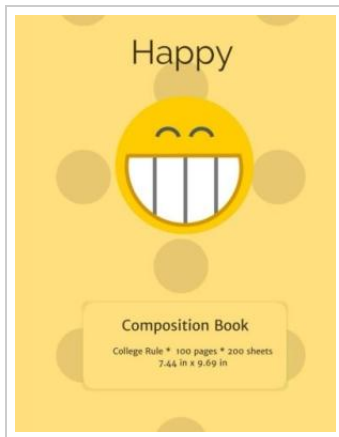 Happy
Composition Book
College Rule * 100 pages * 200 sheets
7.44 in x 9.69 in